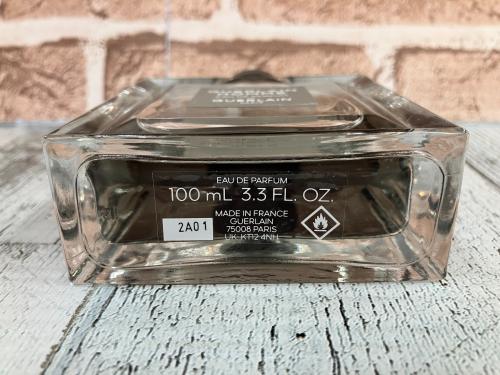 GUERLAIN
EAU DE PARFUM
100 mL 3.3 FL. OZ.
MADE IN FRANCE
GUERLAIN
75008 PARIS
UK-KT12 4NH
2A01